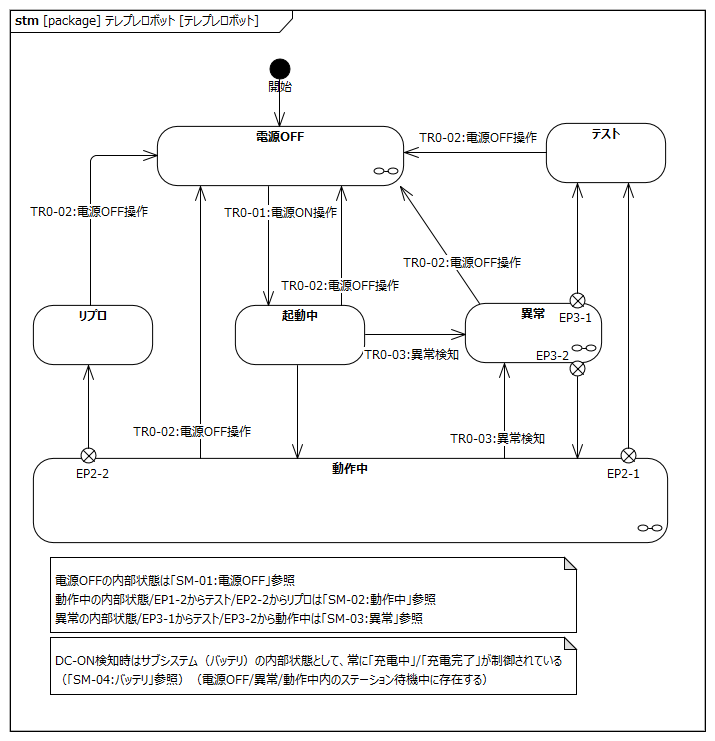 stm [package] テレプレロボット [テレプレロボット]
開始
電源OFF
テスト
TR0-02:電源OFF操作
TR0-02:電源OFF操作
TR0-01:電源ON操作
TR0-02:電源OFF操作
TR0-02:電源OFF操作
リプロ
起動中
異常
EP3-1
TR0-03:異常検知
EP3-2
TR0-02:電源OFF操作
TR0-03:異常検知
EP2-2
動作中
EP2-1
電源OFFの内部状態は「SM-01:電源OFF」参照
動作中の内部状態/EP1-2からテスト/EP2-2からリプロは「SM-02:動作中」参照
異常の内部状態/EP3-1からテスト/EP3-2から動作中は「SM-03:異常」参照
DC-ON検知時はサブシステム（バッテリ）の内部状態として、常に「充電中」/「充電完了」が制御されている
（「SM-04:バッテリ」参照）（電源OFF/異常/動作中内のステーション待機中に存在する）